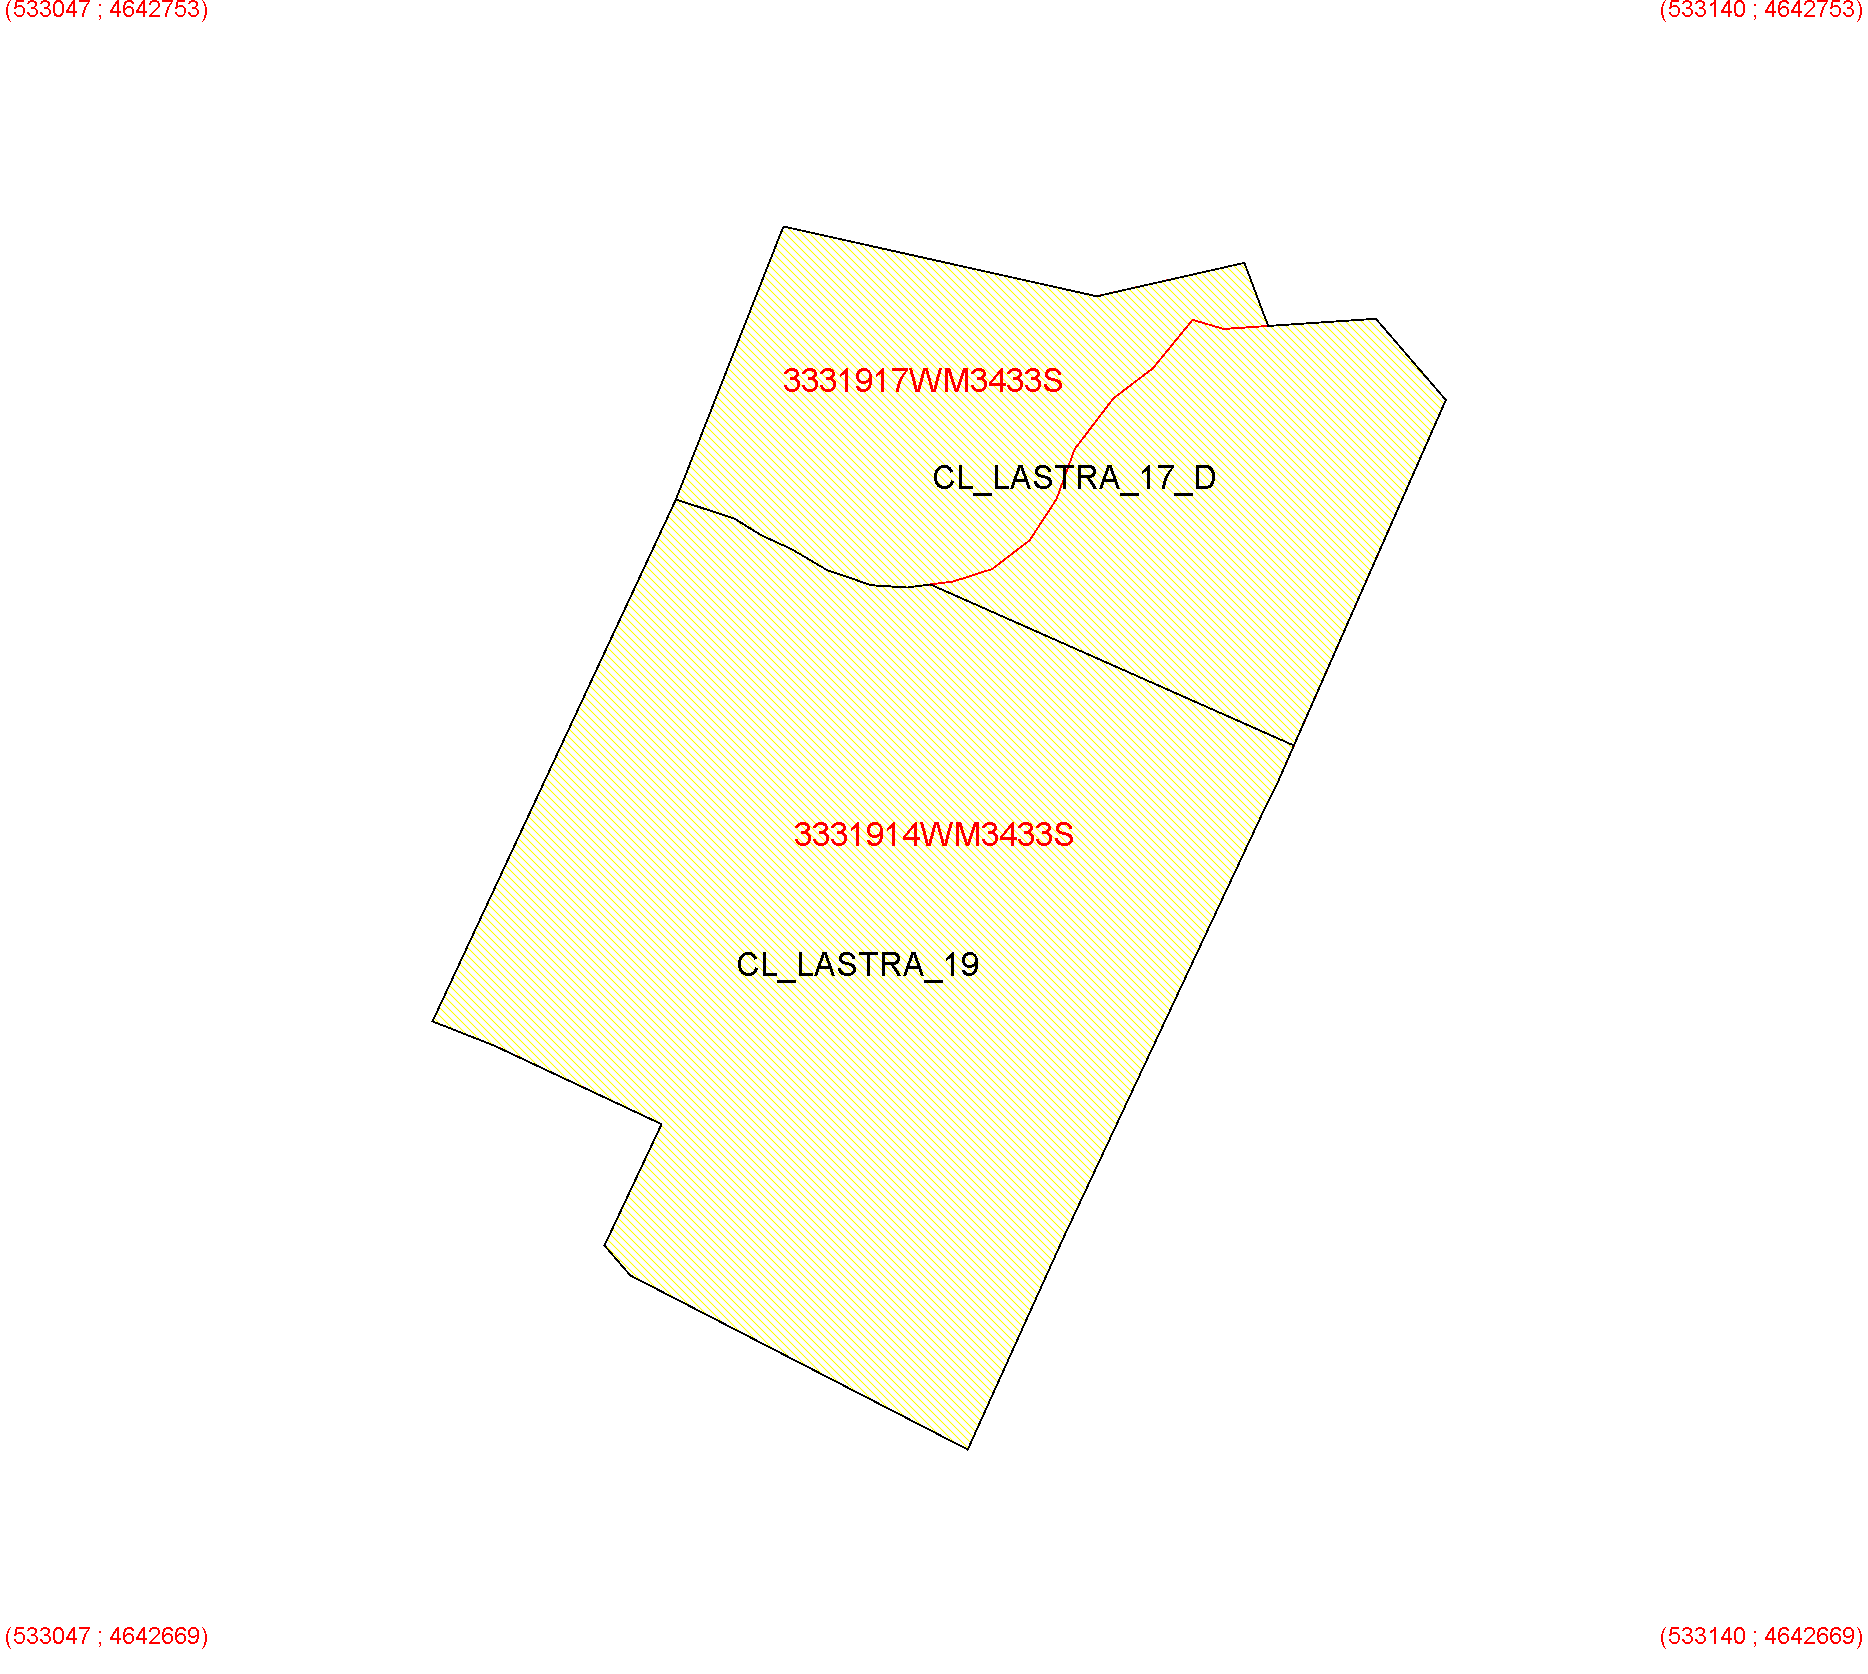 (533047 ; 4642753)
(533140 ; 4642753)
3331917WM3433S
CL_LASTRA_17_D
3331914WM3433S
CL_LASTRA_19
(533047 ; 4642669)
(533140 ; 4642669)